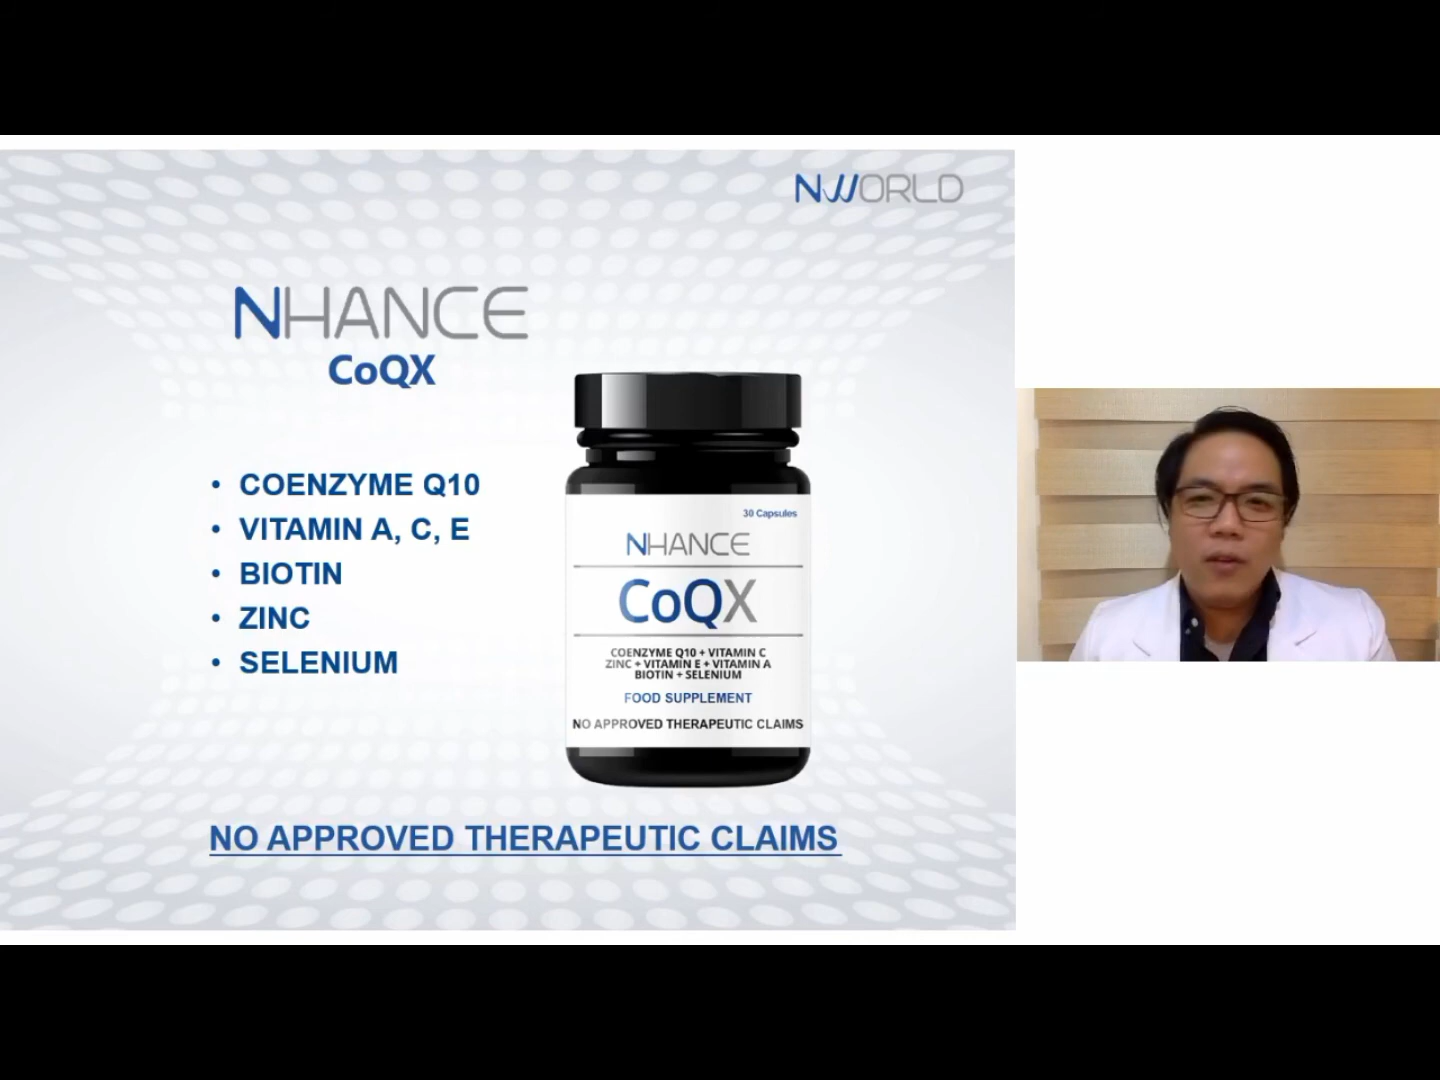 NWORLD
NHANCE
CoQX
• COENZYME Q10
• VITAMIN A, C, E
• BIOTIN
• ZINC
• SELENIUM
30 Capsules
NHANCE
CoQX
COENZYME Q10 + VITAMIN C
ZINC + VITAMIN E + VITAMIN A
BIOTIN + SELENIUM
FOOD SUPPLEMENT
NO APPROVED THERAPEUTIC CLAIMS
NO APPROVED THERAPEUTIC CLAIMS